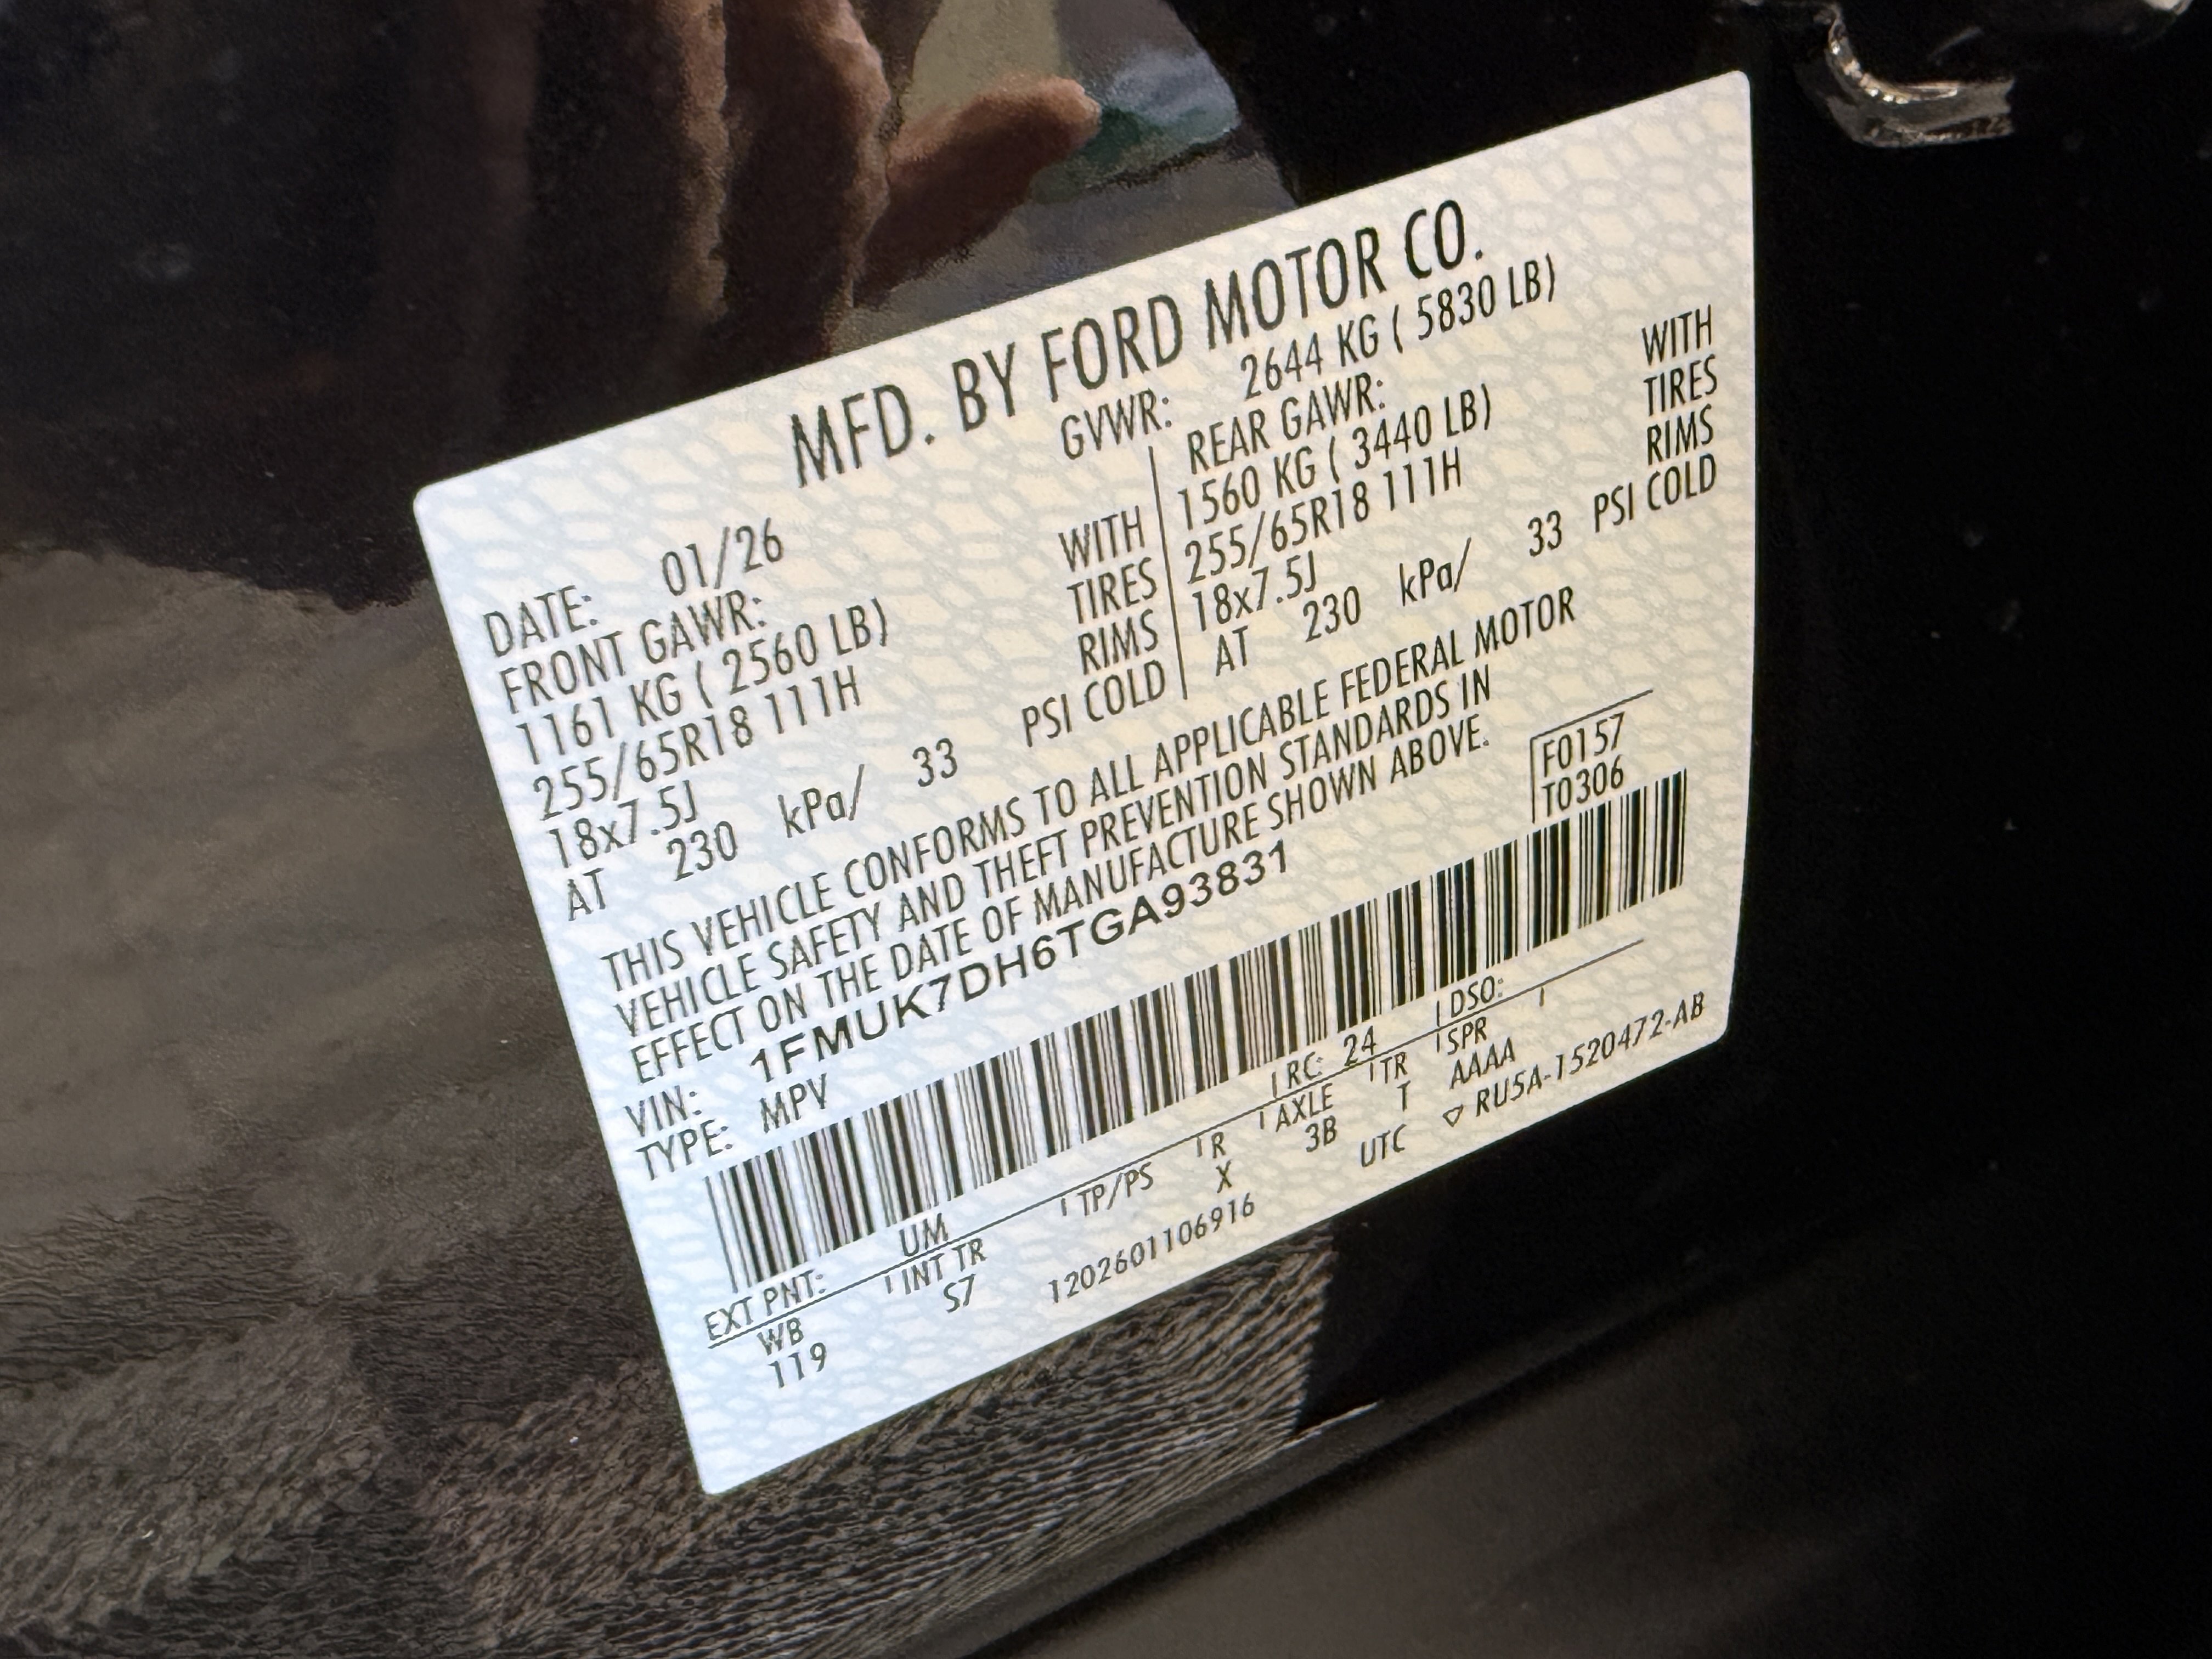 MFD. BY FORD MOTOR CO.
DATE: 01/26 GVWR: 2644 KG ( 5830 LB)
FRONT GAWR: REAR GAWR:
1161 KG ( 2560 LB) WITH 1560 KG ( 3440 LB) WITH
255/65R18 111H TIRES 255/65R18 111H TIRES
18x7.5J RIMS 18x7.5J RIMS
AT 230 kPa/ 33 PSI COLD AT 230 kPa/ 33 PSI COLD
THIS VEHICLE CONFORMS TO ALL APPLICABLE FEDERAL MOTOR
VEHICLE SAFETY AND THEFT PREVENTION STANDARDS IN
EFFECT ON THE DATE OF MANUFACTURE SHOWN ABOVE.
VIN: 1FMUK7DH6TGA93831 F0157
TYPE: MPV T0306
EXT PNT: UM RC: 24 DSO:
WB INT TR TP/PS R AXLE TR SPR
119 S7 X 3B T AAAA
1202601106916 UTC ▽ RU5A-1520472-AB